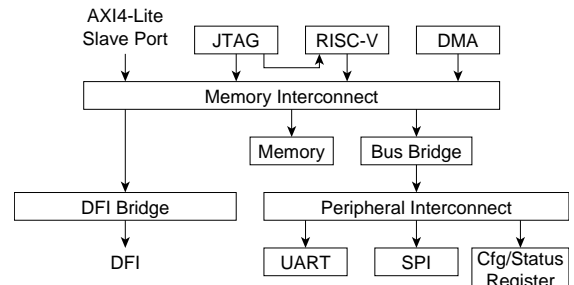 AXI4-Lite
Slave Port
JTAG
RISC-V
DMA
Memory Interconnect
Memory
Bus Bridge
DFI Bridge
Peripheral Interconnect
DFI
UART
SPI
Cfg/Status
Register